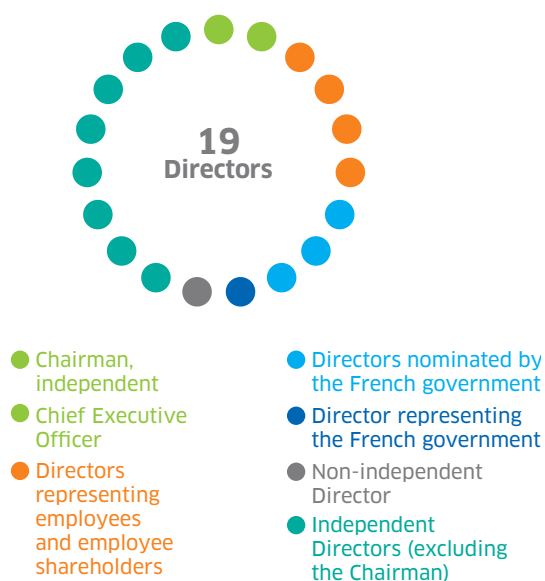 19
Directors
Chairman,
independent
Chief Executive
Officer
Directors
representing
employees
and employee
shareholders
Directors nominated by
the French government
Director representing
the French government
Non-independent
Director
Independent
Directors (excluding
the Chairman)